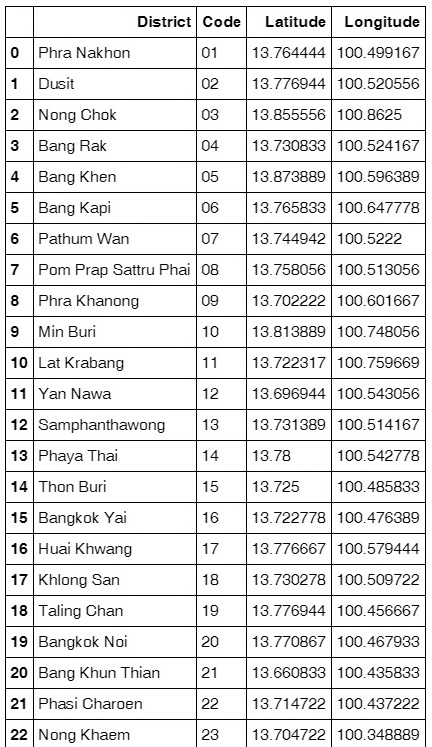 District Code Latitude Longitude
0 Phra Nakhon 01 13.764444 100.499167
1 Dusit 02 13.776944 100.520556
2 Nong Chok 03 13.855556 100.8625
3 Bang Rak 04 13.730833 100.524167
4 Bang Khen 05 13.873889 100.596389
5 Bang Kapi 06 13.765833 100.647778
6 Pathum Wan 07 13.744942 100.5222
7 Pom Prap Sattru Phai 08 13.758056 100.513056
8 Phra Khanong 09 13.702222 100.601667
9 Min Buri 10 13.813889 100.748056
10 Lat Krabang 11 13.722317 100.759669
11 Yan Nawa 12 13.696944 100.543056
12 Samphanthawong 13 13.731389 100.514167
13 Phaya Thai 14 13.78 100.542778
14 Thon Buri 15 13.725 100.485833
15 Bangkok Yai 16 13.722778 100.476389
16 Huai Khwang 17 13.776667 100.579444
17 Khlong San 18 13.730278 100.509722
18 Taling Chan 19 13.776944 100.456667
19 Bangkok Noi 20 13.770867 100.467933
20 Bang Khun Thian 21 13.660833 100.435833
21 Phasi Charoen 22 13.714722 100.437222
22 Nong Khaem 23 13.704722 100.348889